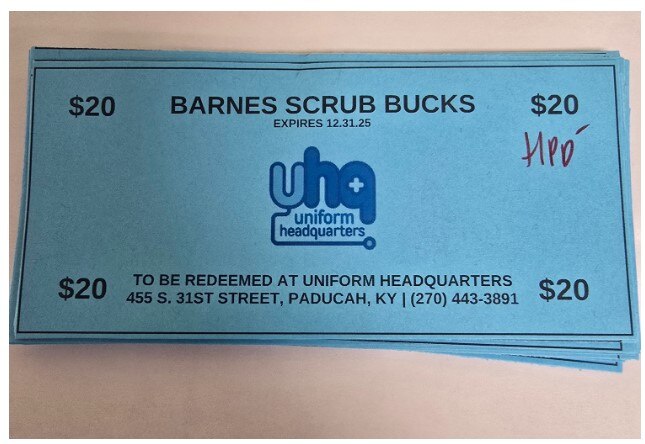 $20 BARNES SCRUB BUCKS $20
EXPIRES 12.31.25
uhq
uniform
headquarters
$20 TO BE REDEEMED AT UNIFORM HEADQUARTERS $20
455 S. 31ST STREET, PADUCAH, KY | (270) 443-3891